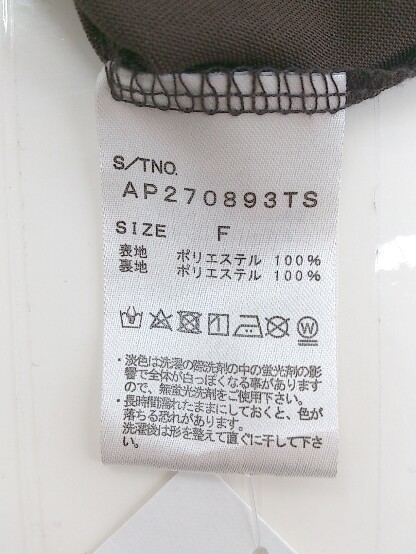 S/TNO.
AP270893TS
SIZE F
表地 ポリエステル 100%
裏地 ポリエステル 100%
W
・淡色は洗濯の際洗剤の中の蛍光剤の影
響で全体が白っぽくなる事があります
ので、無蛍光洗剤をご使用下さい。
・長時間濡れたままにしておくと、色が
落ちる恐れがあります。
洗濯後は形を整えて直ぐに干して下さ
い。